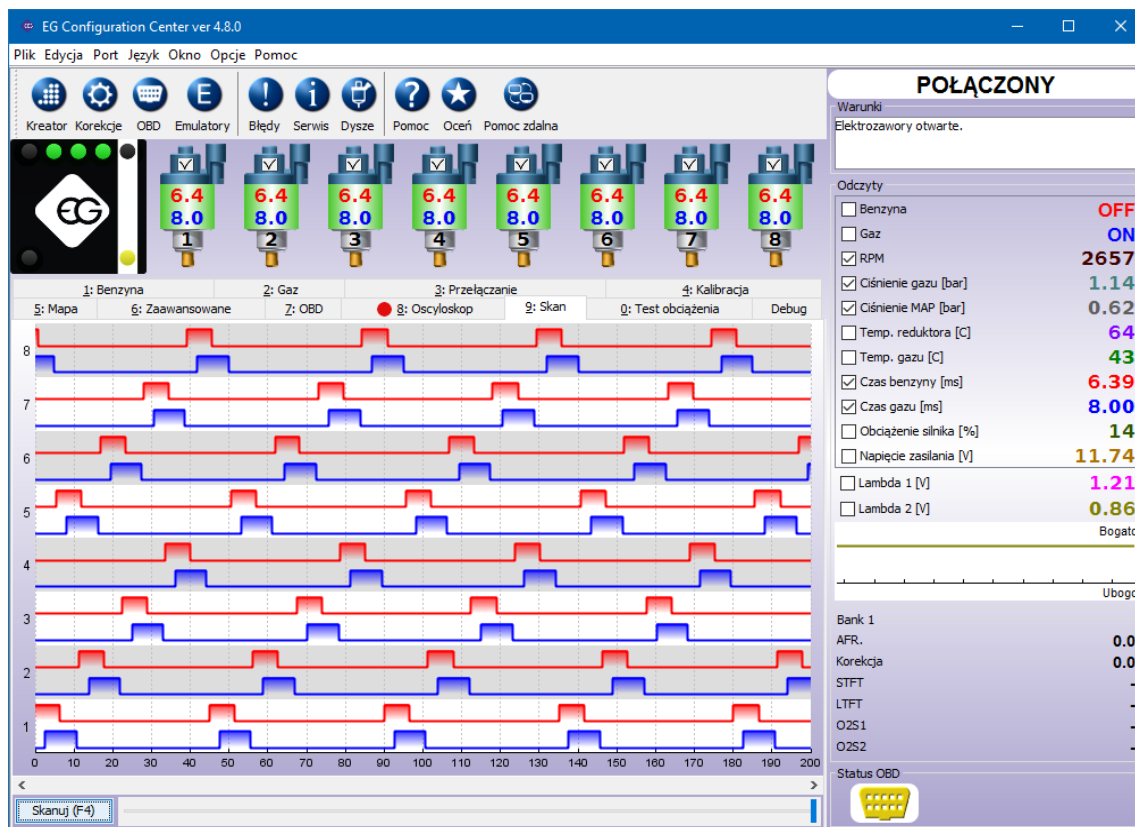 EG EG Configuration Center ver 4.8.0
Plik Edycja Port Język Okno Opcje Pomoc
E ! i ?
Kreator Korekcje OBD Emulatory Błędy Serwis Dysze Pomoc Oceń Pomoc zdalna
EG
6.4 6.4 6.4 6.4 6.4 6.4 6.4 6.4
8.0 8.0 8.0 8.0 8.0 8.0 8.0 8.0
1 2 3 4 5 6 7 8
1: Benzyna 2: Gaz 3: Przełączanie 4: Kalibracja
5: Mapa 6: Zaawansowane 7: OBD 8: Oscyloskop 9: Skan 0: Test obciążenia Debug
8
7
6
5
4
3
2
1
0 10 20 30 40 50 60 70 80 90 100 110 120 130 140 150 160 170 180 190 200
Skanuj (F4)
POŁĄCZONY
Warunki
Elektrozawory otwarte.
Odczyty
Benzyna OFF
Gaz ON
RPM 2657
Ciśnienie gazu [bar] 1.14
Ciśnienie MAP [bar] 0.62
Temp. reduktora [C] 64
Temp. gazu [C] 43
Czas benzyny [ms] 6.39
Czas gazu [ms] 8.00
Obciążenie silnika [%] 14
Napięcie zasilania [V] 11.74
Lambda 1 [V] 1.21
Lambda 2 [V] 0.86
Bogato
Ubogo
Bank 1
AFR. 0.0
Korekcja 0.0
STFT -
LTFT -
O2S1 -
O2S2 -
Status OBD